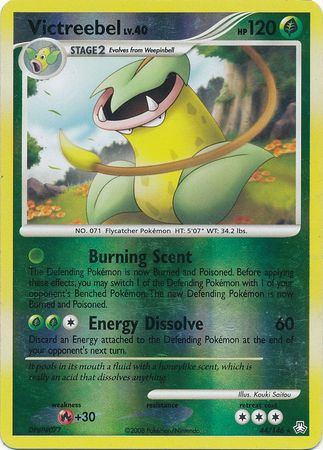 Victreebel LV.40 HP 120
STAGE2 Evolves from Weepinbell
NO. 071 Flycatcher Pokémon HT: 5'07" WT: 34.2 lbs.
Burning Scent
The Defending Pokémon is now Burned and Poisoned. Before applying
these effects, you may switch 1 of the Defending Pokémon with 1 of your
opponent's Benched Pokémon. The new Defending Pokémon is now
Burned and Poisoned.
Energy Dissolve 60
Discard an Energy attached to the Defending Pokémon at the end of
your opponent's next turn.
It pools in its mouth a fluid with a honeylike scent, which is
really an acid that dissolves anything.
Illus. Kouki Saitou
weakness resistance retreat cost
+30
©2008 Pokémon/Nintendo
44/146